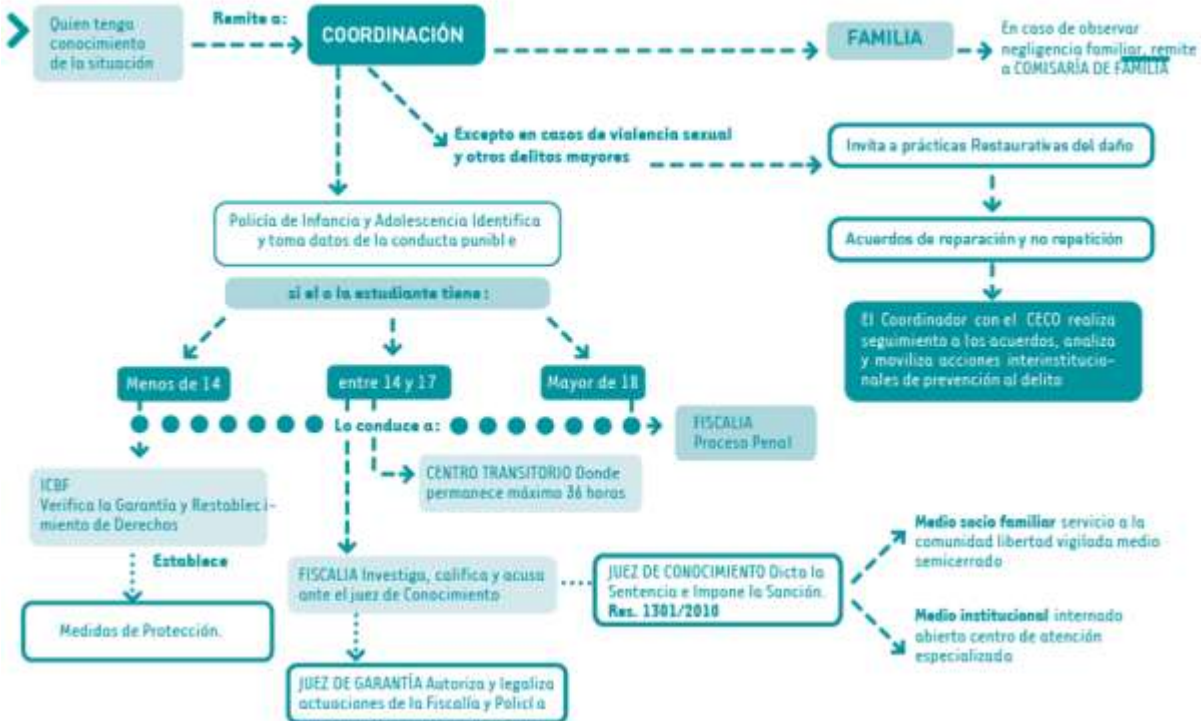 Quien tenga
conocimiento
de la situación
Remite a:
COORDINACIÓN
FAMILIA
En caso de observar
negligencia familiar, remite
a COMISARÍA DE FAMILIA
Excepto en casos de violencia sexual
y otros delitos mayores
Invita a prácticas Restaurativas del daño
Acuerdos de reparación y no repetición
El Coordinador con el CECO realiza
seguimiento a los acuerdos, analiza
y moviliza acciones interinstitucio-
nales de prevención al delito
Policía de Infancia y Adolescencia Identifica
y toma datos de la conducta punibl e
si el o la estudiante tiene :
Menos de 14
entre 14 y 17
Mayor de 18
Lo conduce a:
FISCALIA
Proceso Penal
ICBF
Verifica la Garantía y Restableci-
miento de Derechos
CENTRO TRANSITORIO Donde
permanece máximo 36 horas
Establece
Medidas de Protección.
FISCALIA Investiga, califica y acusa
ante el juez de Conocimiento
JUEZ DE CONOCIMIENTO Dicta la
Sentencia e Impone la Sanción.
Res. 1301/2010
Medio socio familiar servicio a la
comunidad libertad vigilada medio
semicerrado
Medio institucional internado
abierto centro de atención
especializada
JUEZ DE GARANTÍA Autoriza y legaliza
actuaciones de la Fiscalía y Policí a